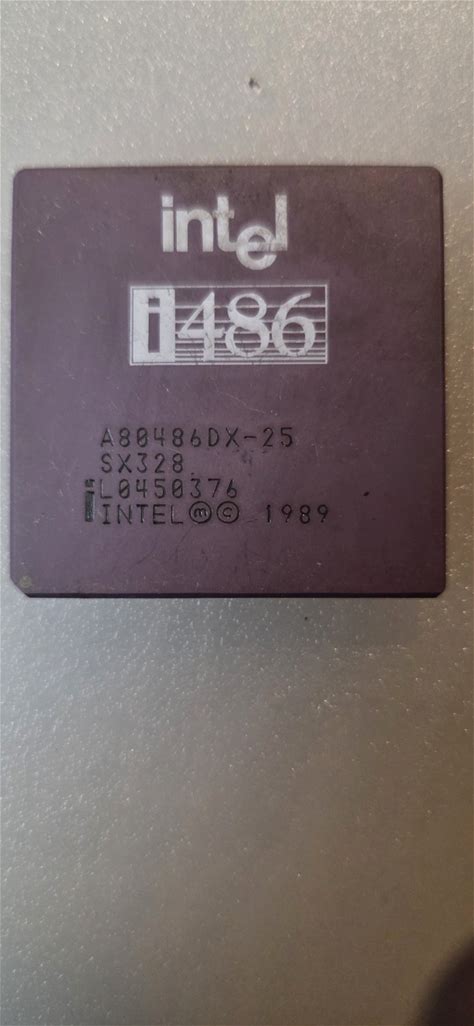 intel
i486
A80486DX-25
SX328
L0450376
INTEL Ⓜ © 1989